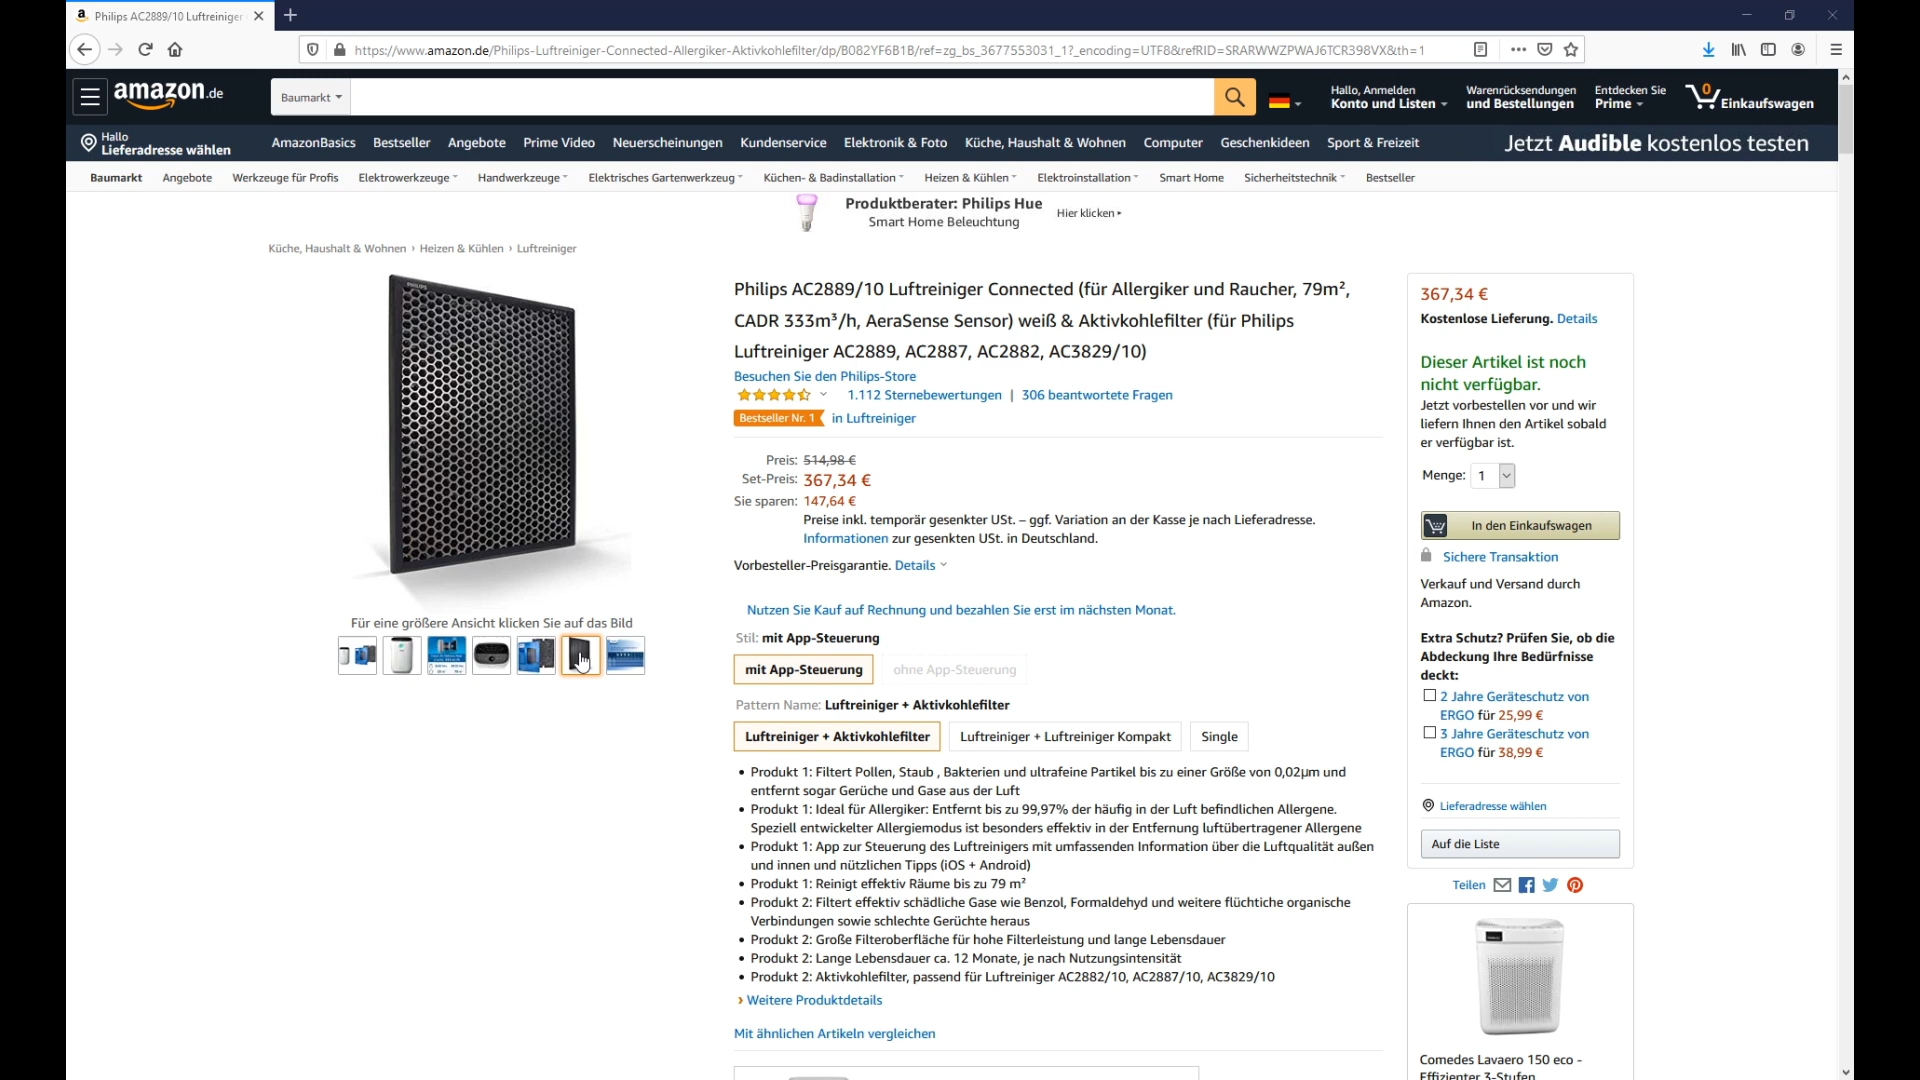 Philips AC2889/10 Luftreiniger
https://www.amazon.de/Philips-Luftreiniger-Connected-Allergiker-Aktivkohlefilter/dp/B082YF6B1B/ref=zg_bs_3677553031_1?_encoding=UTF8&refRID=SRARWWZPWAJ6TCR398VX&th=1
amazon.de
Baumarkt
Hallo, Anmelden
Konto und Listen
Warenrücksendungen
und Bestellungen
Entdecken Sie
Prime
0
Einkaufswagen
Hallo
Lieferadresse wählen
AmazonBasics Bestseller Angebote Prime Video Neuerscheinungen Kundenservice Elektronik & Foto Küche, Haushalt & Wohnen Computer Geschenkideen Sport & Freizeit
Jetzt Audible kostenlos testen
Baumarkt Angebote Werkzeuge für Profis Elektrowerkzeuge Handwerkzeuge Elektrisches Gartenwerkzeug Küchen- & Badinstallation Heizen & Kühlen Elektroinstallation Smart Home Sicherheitstechnik Bestseller
Produktberater: Philips Hue
Smart Home Beleuchtung
Hier klicken ▸
Küche, Haushalt & Wohnen › Heizen & Kühlen › Luftreiniger
PHILIPS
Für eine größere Ansicht klicken Sie auf das Bild
Philips AC2889/10 Luftreiniger Connected (für Allergiker und Raucher, 79m²,
CADR 333m³/h, AeraSense Sensor) weiß & Aktivkohlefilter (für Philips
Luftreiniger AC2889, AC2887, AC2882, AC3829/10)
Besuchen Sie den Philips-Store
1.112 Sternebewertungen | 306 beantwortete Fragen
Bestseller Nr. 1 in Luftreiniger
Preis: 514,98 €
Set-Preis: 367,34 €
Sie sparen: 147,64 €
Preise inkl. temporär gesenkter USt. – ggf. Variation an der Kasse je nach Lieferadresse.
Informationen zur gesenkten USt. in Deutschland.
Vorbesteller-Preisgarantie. Details
Nutzen Sie Kauf auf Rechnung und bezahlen Sie erst im nächsten Monat.
Stil: mit App-Steuerung
mit App-Steuerung
ohne App-Steuerung
Pattern Name: Luftreiniger + Aktivkohlefilter
Luftreiniger + Aktivkohlefilter
Luftreiniger + Luftreiniger Kompakt
Single
• Produkt 1: Filtert Pollen, Staub , Bakterien und ultrafeine Partikel bis zu einer Größe von 0,02µm und
entfernt sogar Gerüche und Gase aus der Luft
• Produkt 1: Ideal für Allergiker: Entfernt bis zu 99,97% der häufig in der Luft befindlichen Allergene.
Speziell entwickelter Allergiemodus ist besonders effektiv in der Entfernung luftübertragener Allergene
• Produkt 1: App zur Steuerung des Luftreinigers mit umfassenden Information über die Luftqualität außen
und innen und nützlichen Tipps (iOS + Android)
• Produkt 1: Reinigt effektiv Räume bis zu 79 m²
• Produkt 2: Filtert effektiv schädliche Gase wie Benzol, Formaldehyd und weitere flüchtiche organische
Verbindungen sowie schlechte Gerüchte heraus
• Produkt 2: Große Filteroberfläche für hohe Filterleistung und lange Lebensdauer
• Produkt 2: Lange Lebensdauer ca. 12 Monate, je nach Nutzungsintensität
• Produkt 2: Aktivkohlefilter, passend für Luftreiniger AC2882/10, AC2887/10, AC3829/10
› Weitere Produktdetails
Mit ähnlichen Artikeln vergleichen
367,34 €
Kostenlose Lieferung. Details
Dieser Artikel ist noch
nicht verfügbar.
Jetzt vorbestellen vor und wir
liefern Ihnen den Artikel sobald
er verfügbar ist.
Menge: 1
In den Einkaufswagen
Sichere Transaktion
Verkauf und Versand durch
Amazon.
Extra Schutz? Prüfen Sie, ob die
Abdeckung Ihre Bedürfnisse
deckt:
2 Jahre Geräteschutz von
ERGO für 25,99 €
3 Jahre Geräteschutz von
ERGO für 38,99 €
Lieferadresse wählen
Auf die Liste
Teilen
Comedes Lavaero 150 eco -
Effizienter 3-Stufen